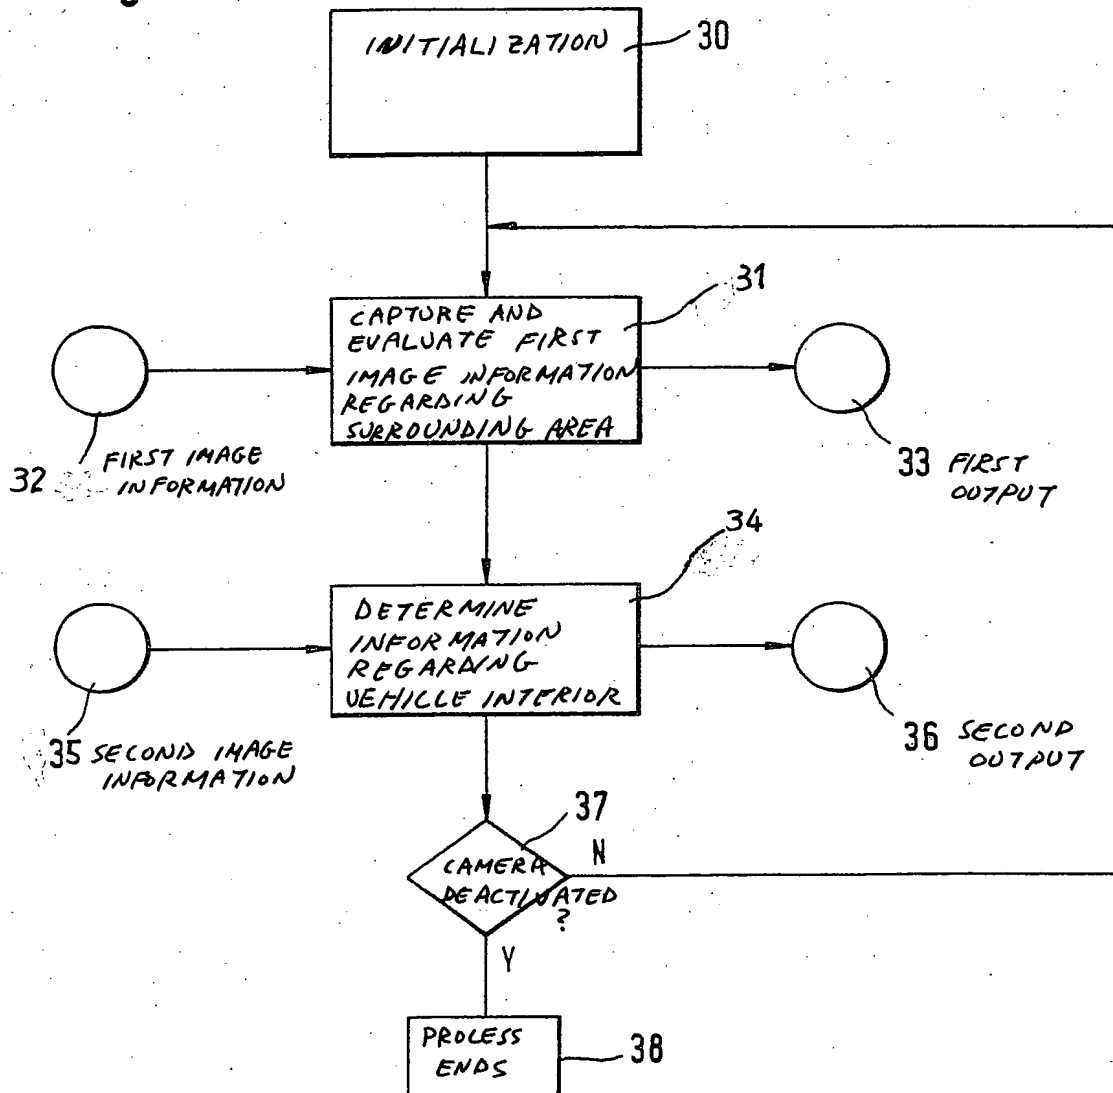 INITIALIZATION
30
31
CAPTURE AND
EVALUATE FIRST
IMAGE INFORMATION
REGARDING
SURROUNDING AREA
32 FIRST IMAGE
INFORMATION
33 FIRST
OUTPUT
34
DETERMINE
INFORMATION
REGARDING
VEHICLE INTERIOR
35 SECOND IMAGE
INFORMATION
36 SECOND
OUTPUT
37
CAMERA
DEACTIVATED
?
N
Y
PROCESS
ENDS
38